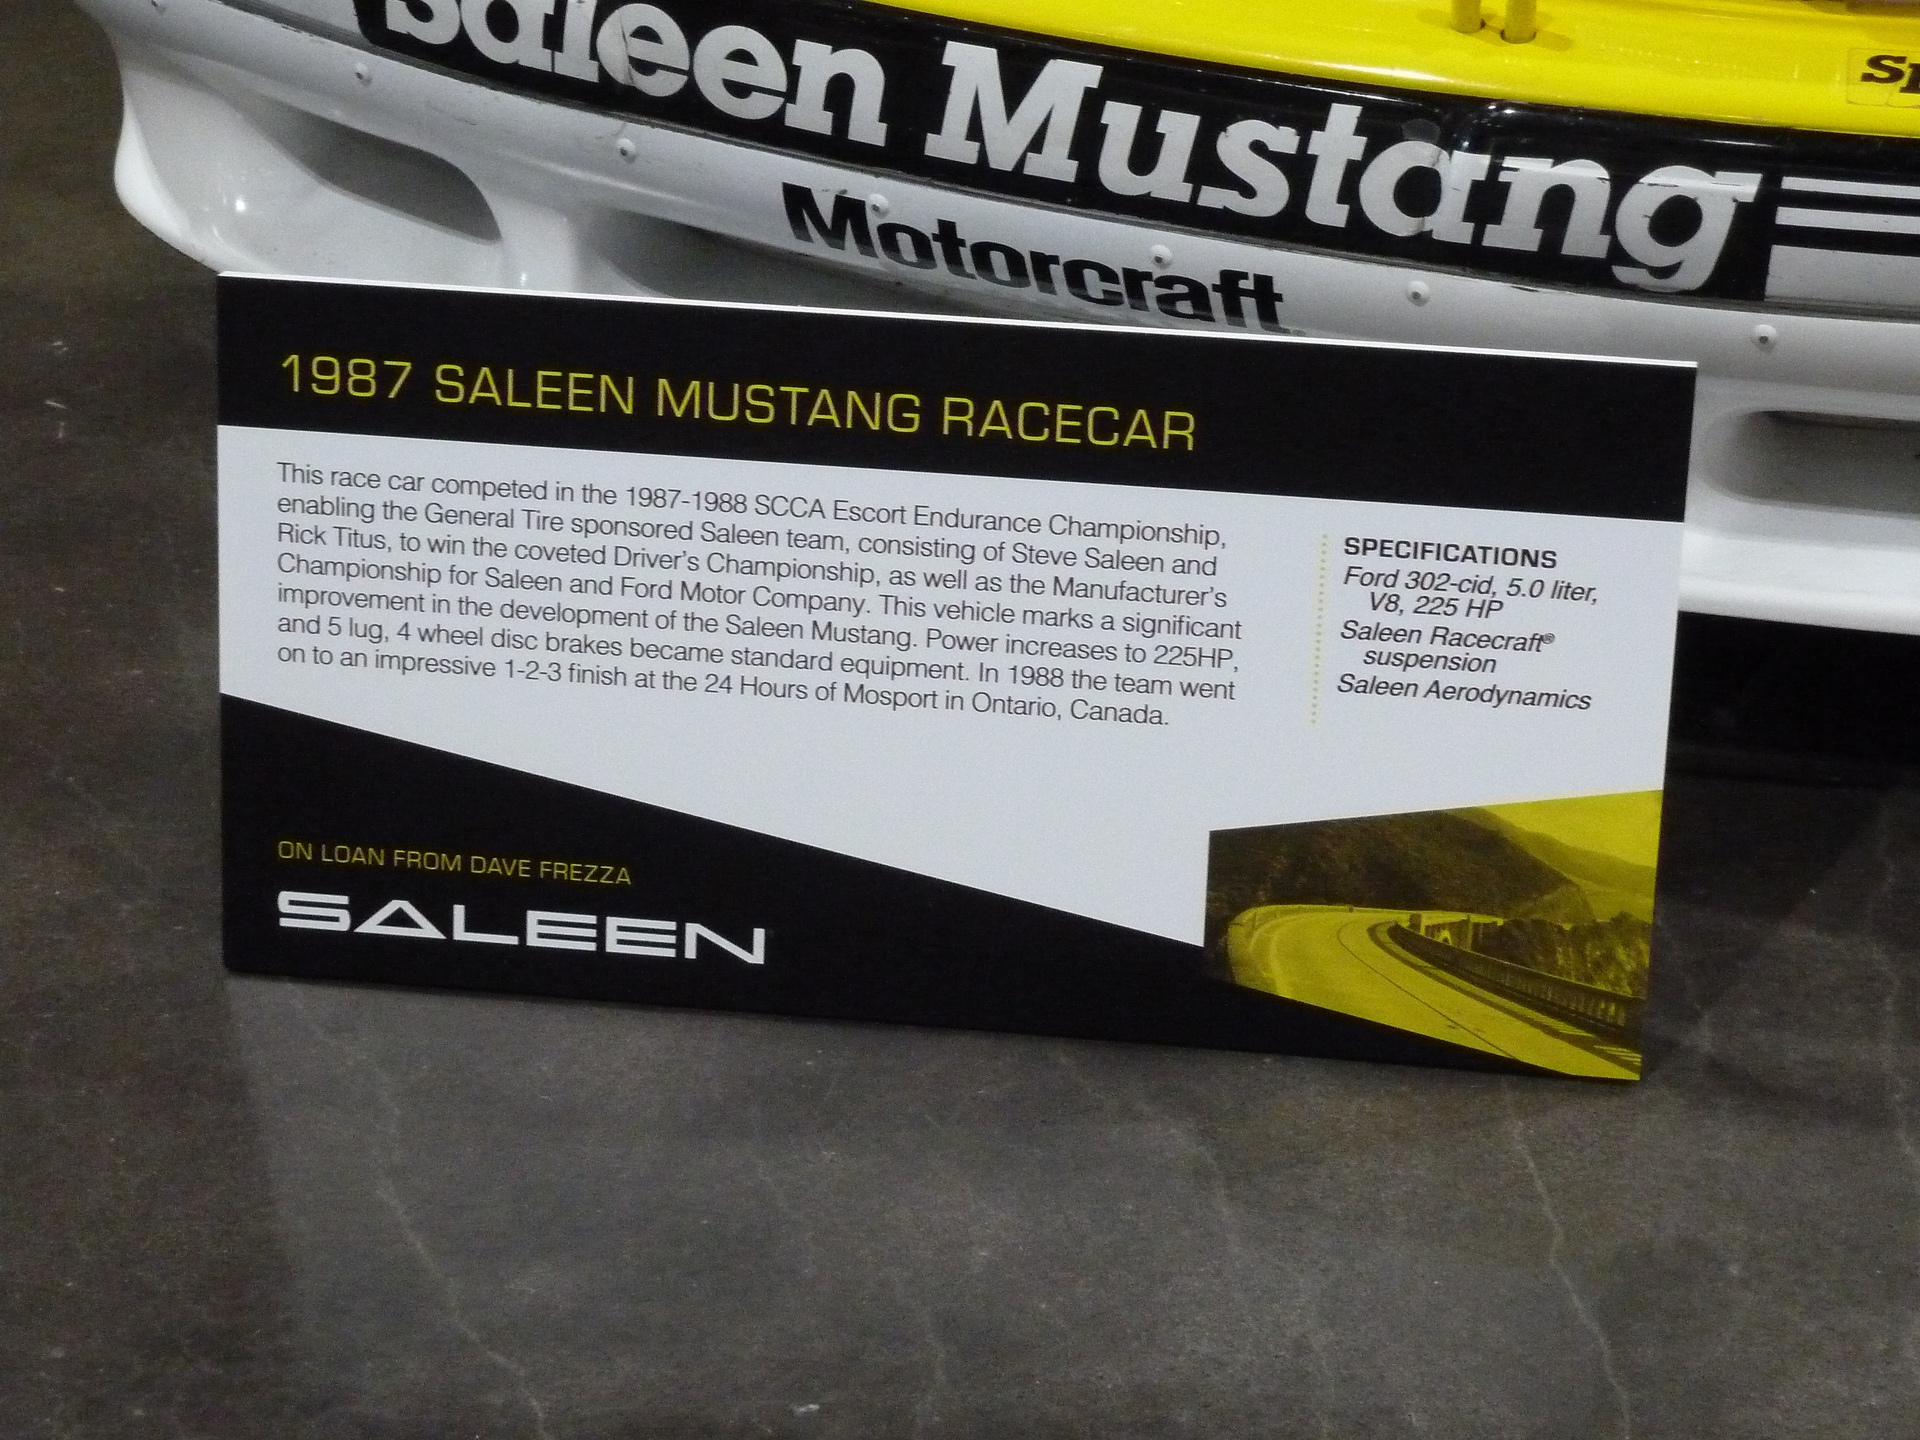 Saleen Mustang
Motorcraft
1987 SALEEN MUSTANG RACECAR
This race car competed in the 1987-1988 SCCA Escort Endurance Championship,
enabling the General Tire sponsored Saleen team, consisting of Steve Saleen and
Rick Titus, to win the coveted Driver's Championship, as well as the Manufacturer's
Championship for Saleen and Ford Motor Company. This vehicle marks a significant
improvement in the development of the Saleen Mustang. Power increases to 225HP,
and 5 lug, 4 wheel disc brakes became standard equipment. In 1988 the team went
on to an impressive 1-2-3 finish at the 24 Hours of Mosport in Ontario, Canada.
SPECIFICATIONS
Ford 302-cid, 5.0 liter,
V8, 225 HP
Saleen Racecraft®
suspension
Saleen Aerodynamics
ON LOAN FROM DAVE FREZZA
SALEEN